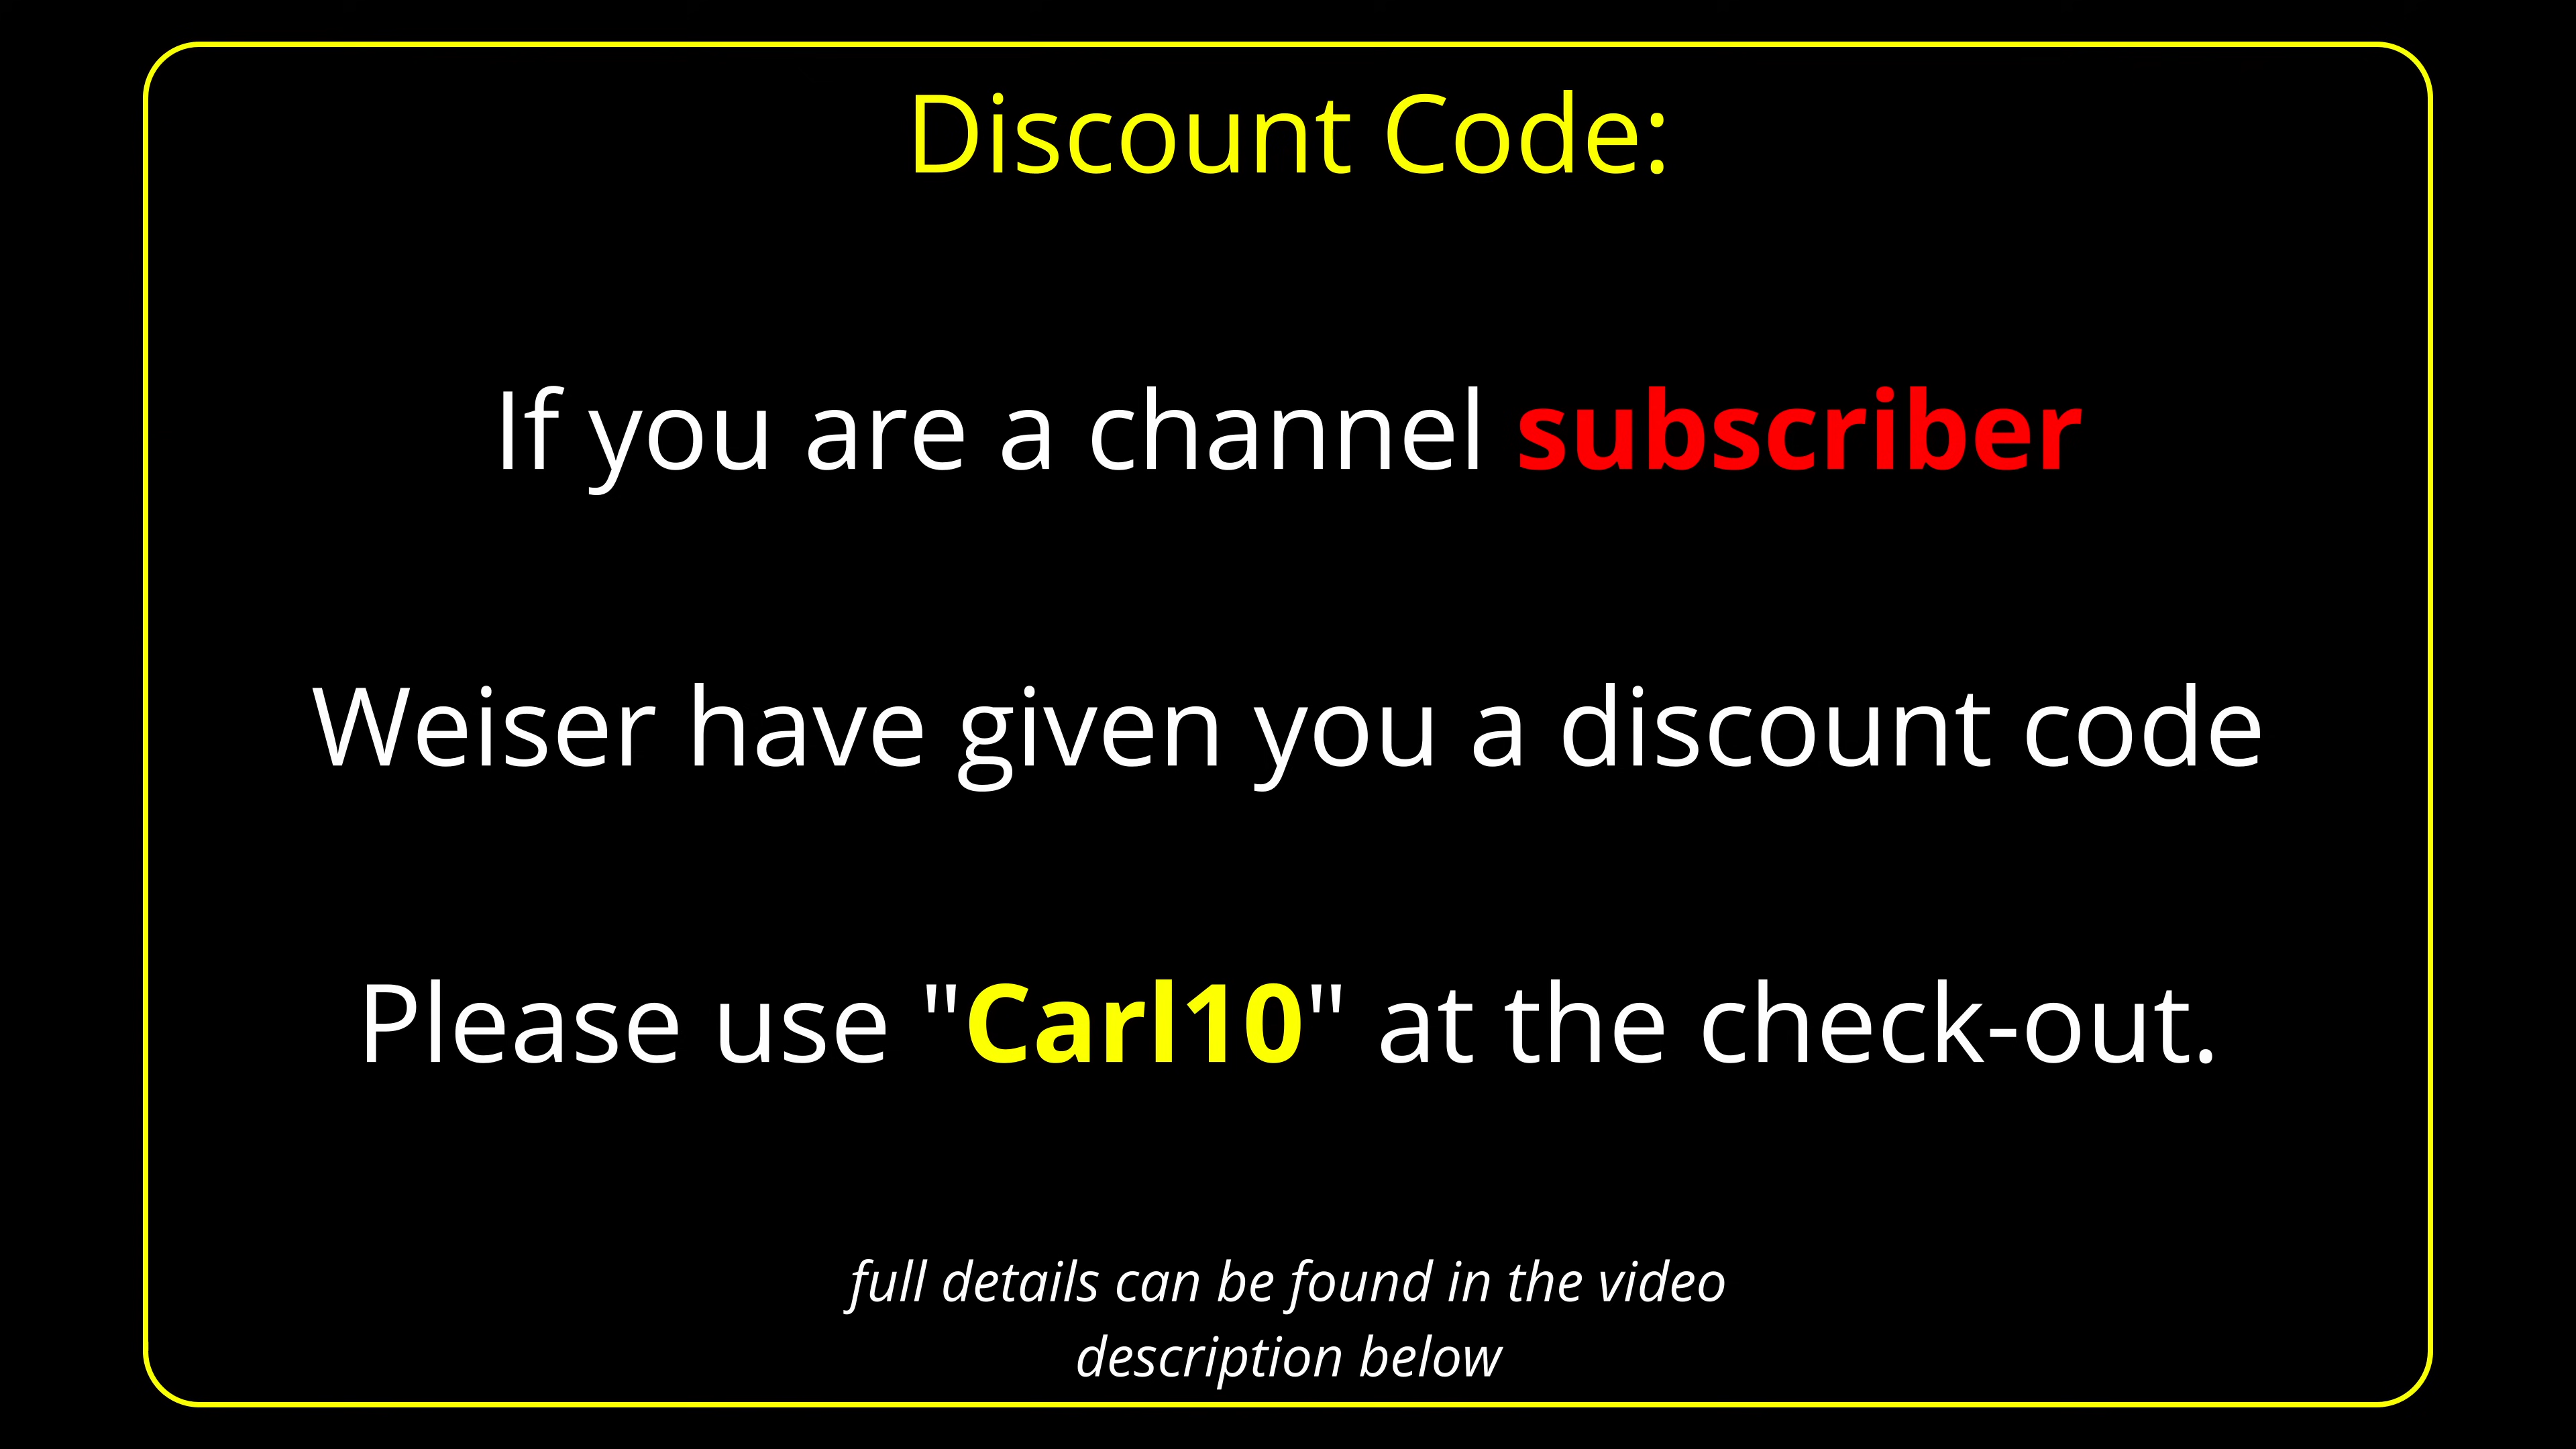 Discount Code:
If you are a channel subscriber
Weiser have given you a discount code
Please use "Carl10" at the check-out.
full details can be found in the video
description below